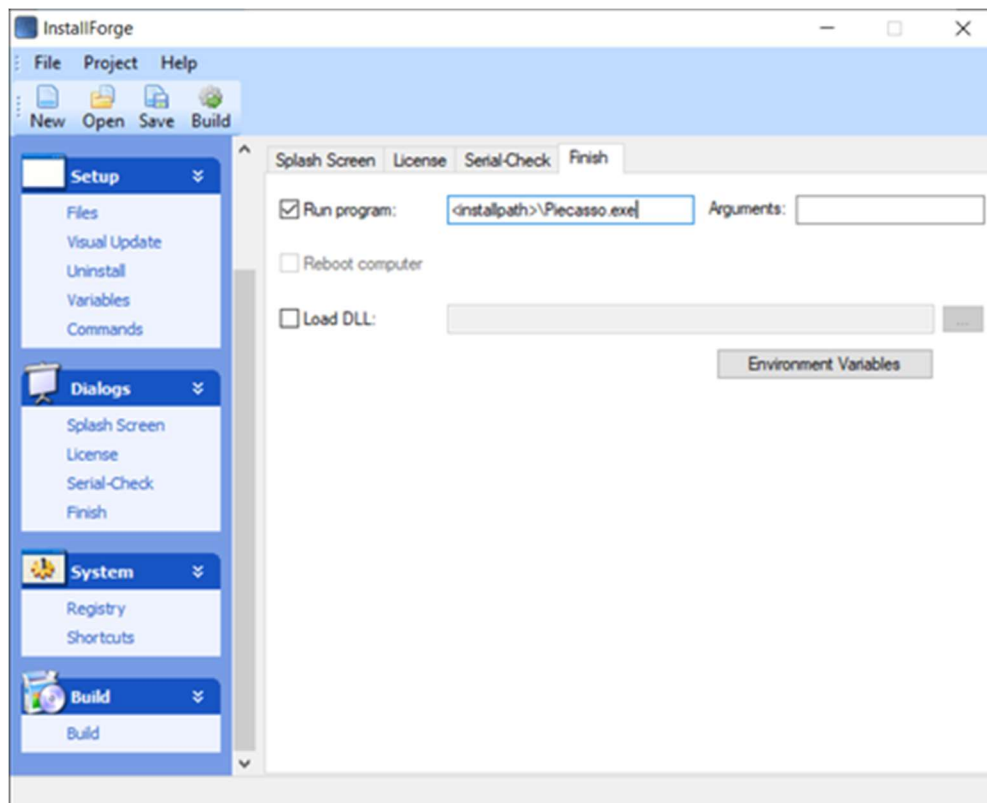 InstallForge
File Project Help
New Open Save Build
Setup
Files
Visual Update
Uninstall
Variables
Commands
Dialogs
Splash Screen
License
Serial-Check
Finish
System
Registry
Shortcuts
Build
Build
Splash Screen License Serial-Check Finish
Run program: <installpath>\Piecasso.exe Arguments:
Reboot computer
Load DLL: ...
Environment Variables